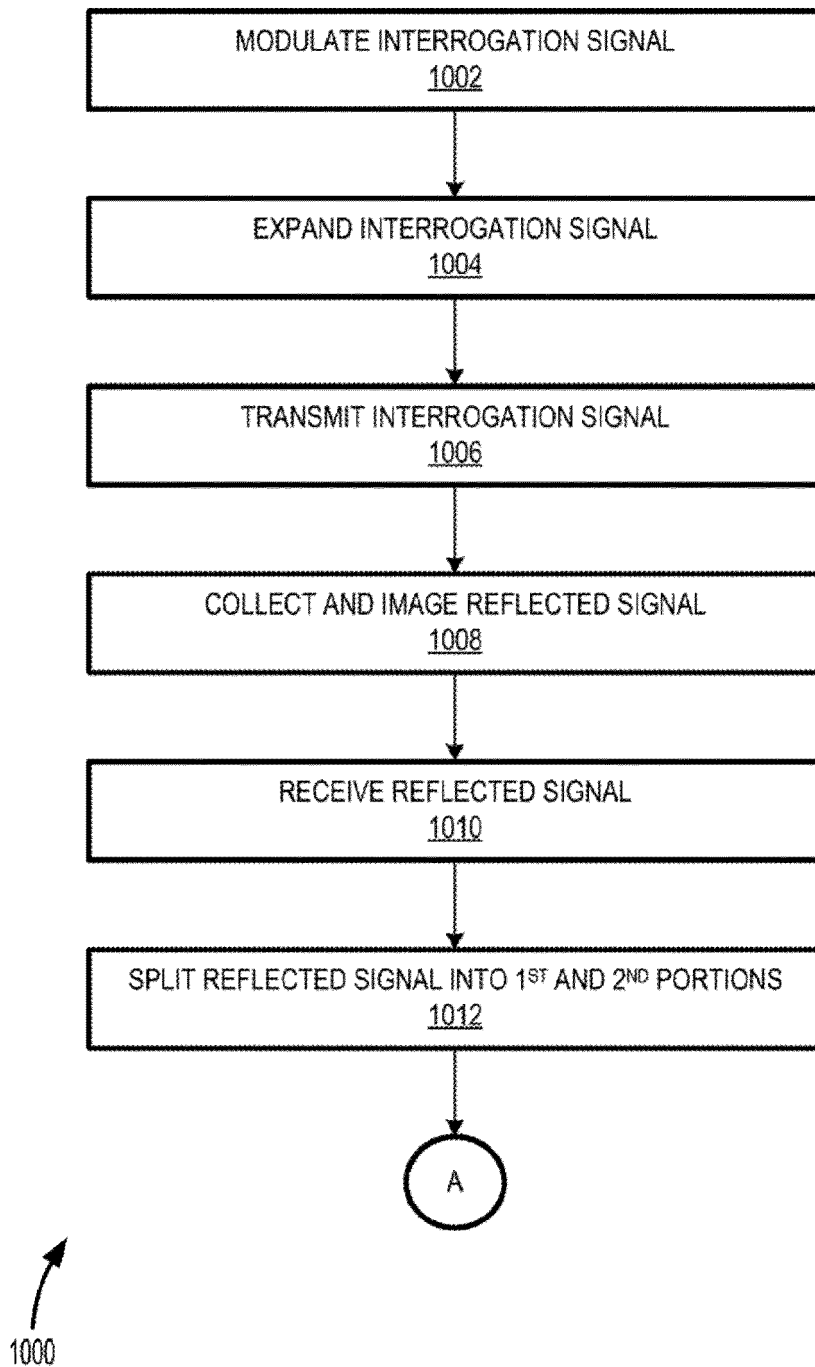 MODULATE INTERROGATION SIGNAL
1002
EXPAND INTERROGATION SIGNAL
1004
TRANSMIT INTERROGATION SIGNAL
1006
COLLECT AND IMAGE REFLECTED SIGNAL
1008
RECEIVE REFLECTED SIGNAL
1010
SPLIT REFLECTED SIGNAL INTO 1ST AND 2ND PORTIONS
1012
A
1000